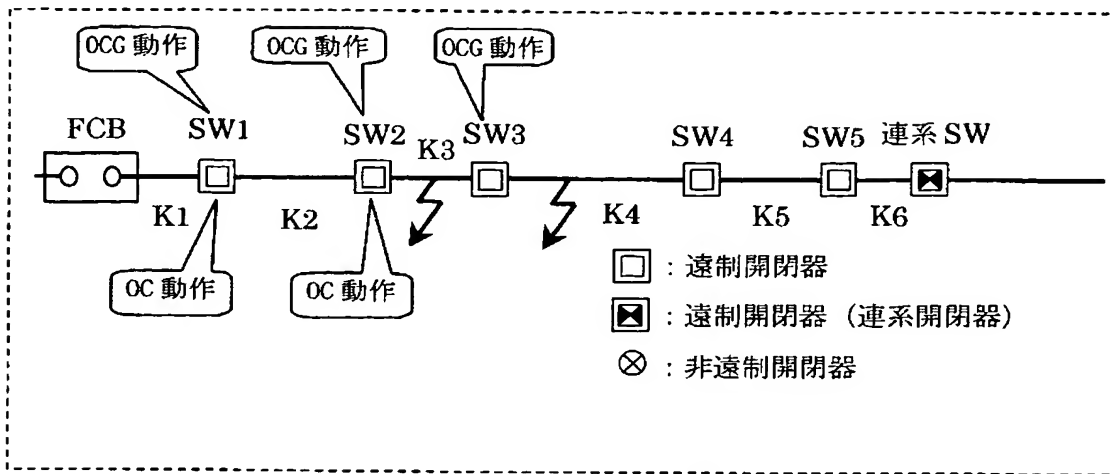 OCG 動作
OCG 動作
OCG 動作
FCB
SW1
SW2
K3
SW3
SW4
SW5
連系 SW
K1
K2
K4
K5
K6
OC 動作
OC 動作
：遠制開閉器
：遠制開閉器（連系開閉器）
：非遠制開閉器